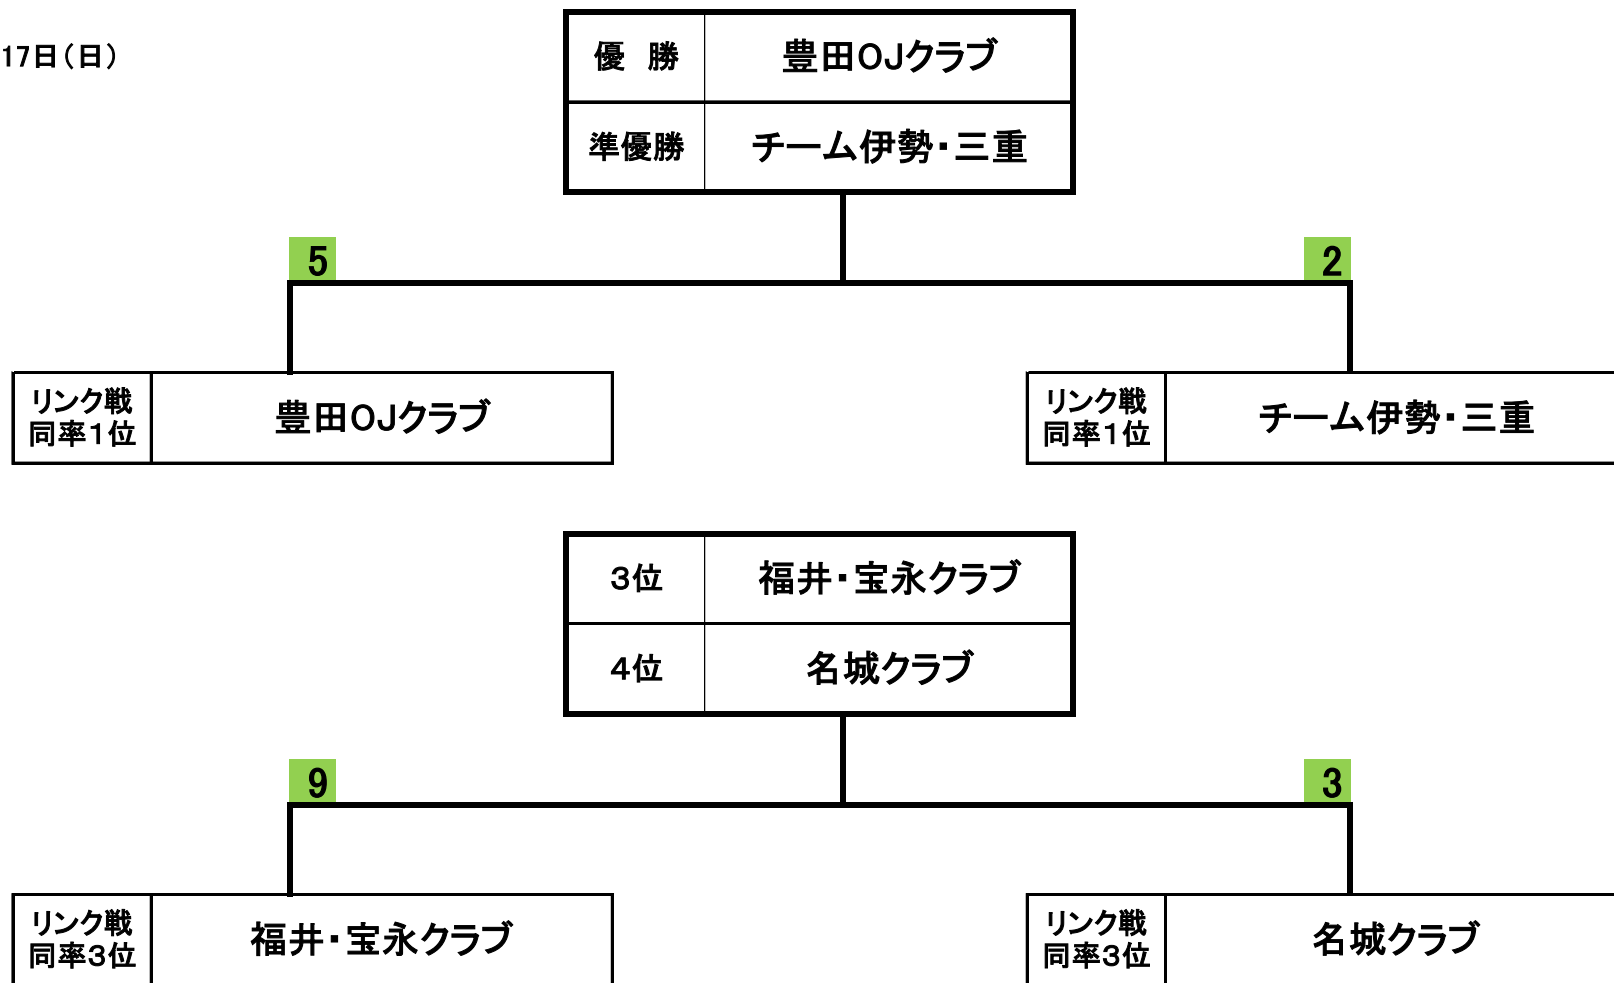 17日(日)
優 勝 豊田OJクラブ
準優勝 チーム伊勢・三重
5 2
リンク戦
同率1位
豊田OJクラブ
リンク戦
同率1位
チーム伊勢・三重
3位 福井・宝永クラブ
4位 名城クラブ
9 3
リンク戦
同率3位
福井・宝永クラブ
リンク戦
同率3位
名城クラブ